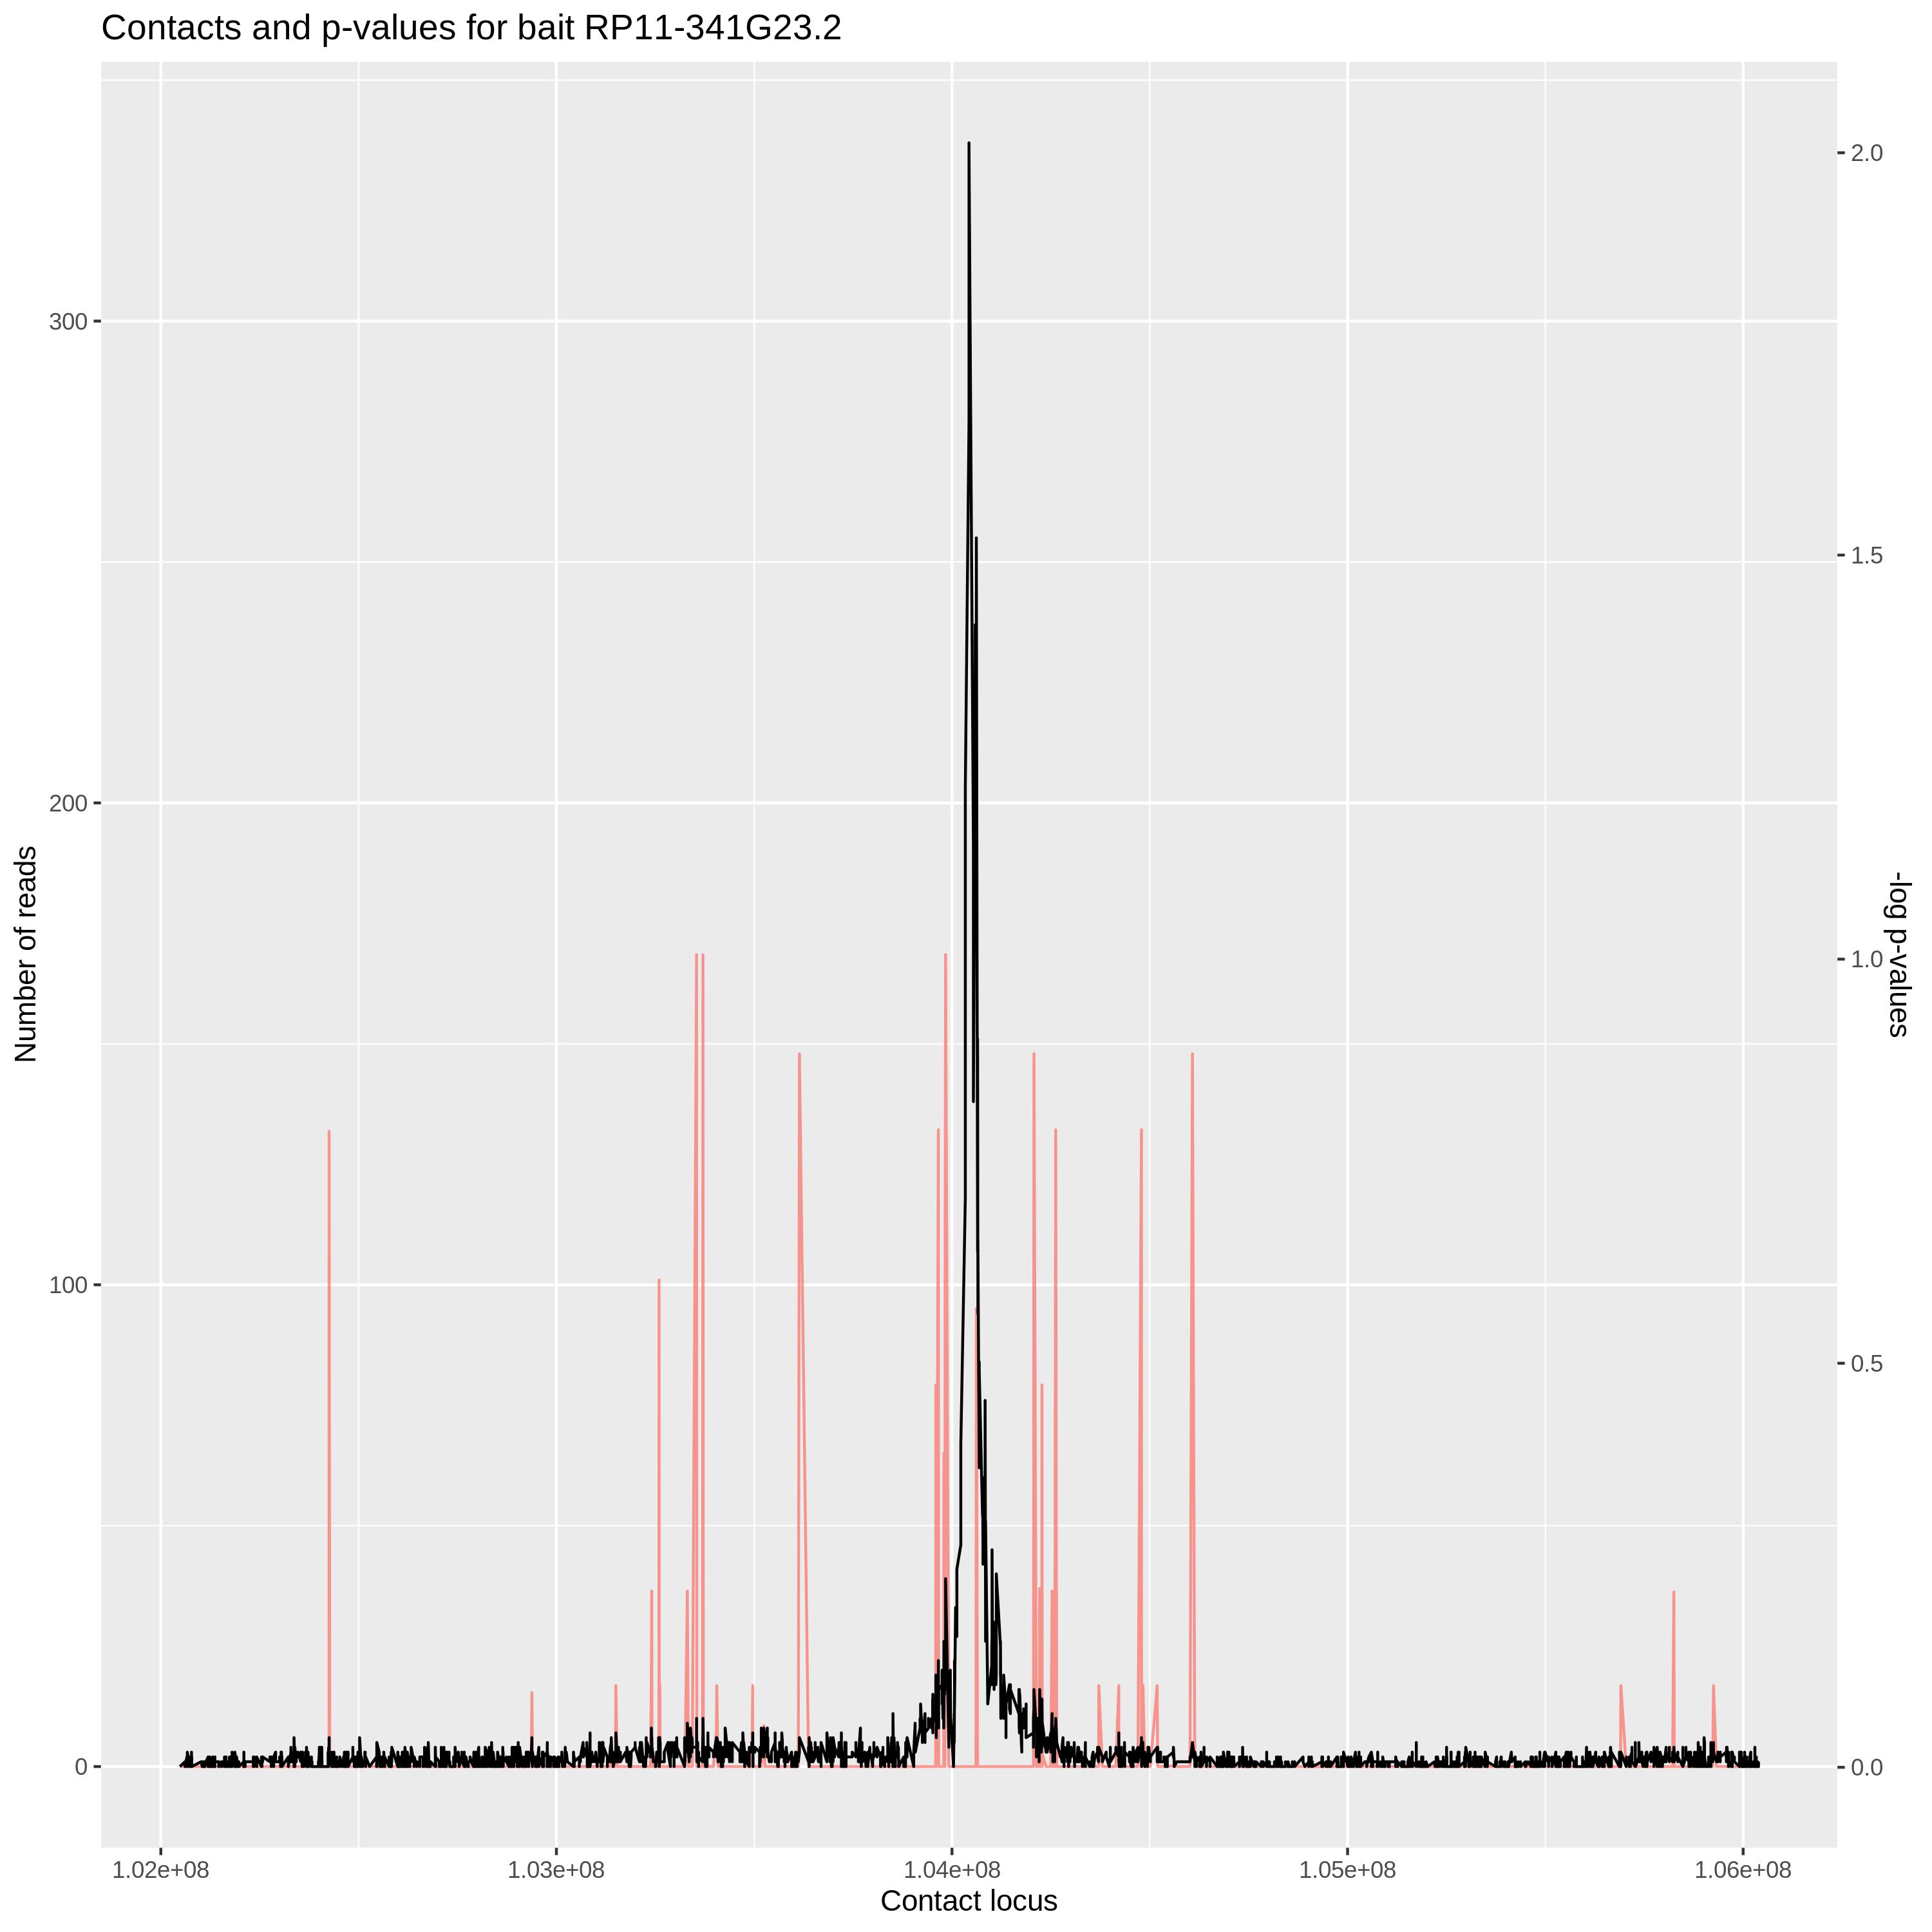 Contacts and p-values for bait RP11-341G23.2
300
200
100
0
Number of reads
2.0
1.5
1.0
0.5
0.0
-log p-values
1.02e+08 1.03e+08 1.04e+08 1.05e+08 1.06e+08
Contact locus